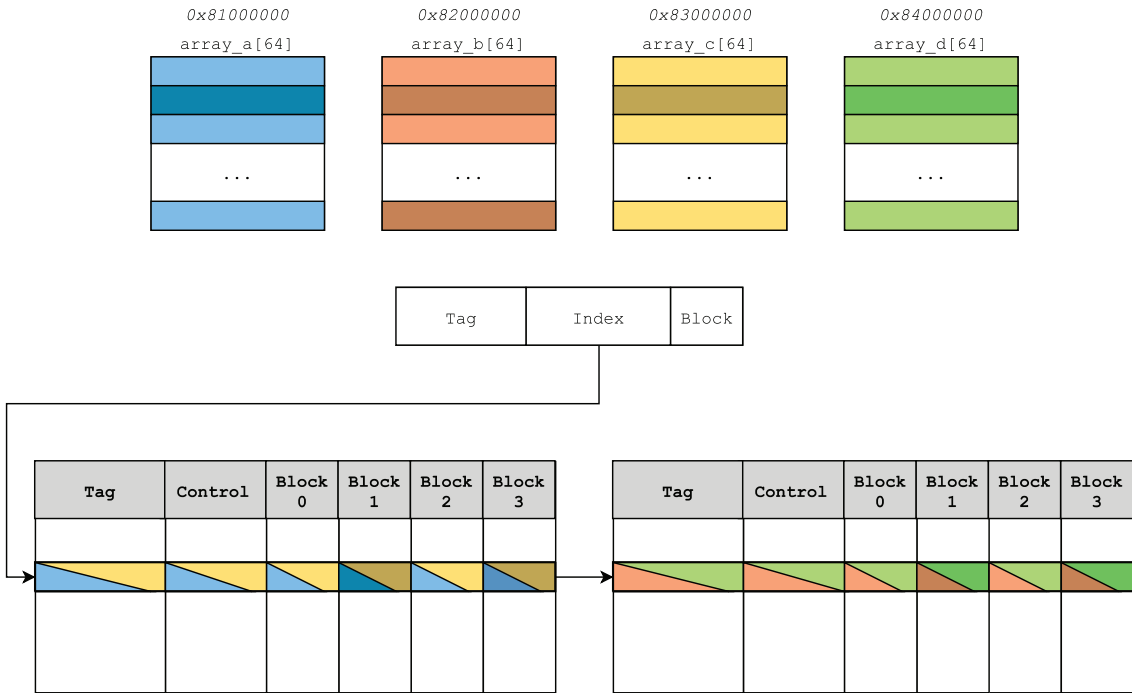 0x81000000 0x82000000 0x83000000 0x84000000
array_a[64] array_b[64] array_c[64] array_d[64]
... ... ... ...
Tag Index Block
Tag Control Block 0 Block 1 Block 2 Block 3
Tag Control Block 0 Block 1 Block 2 Block 3